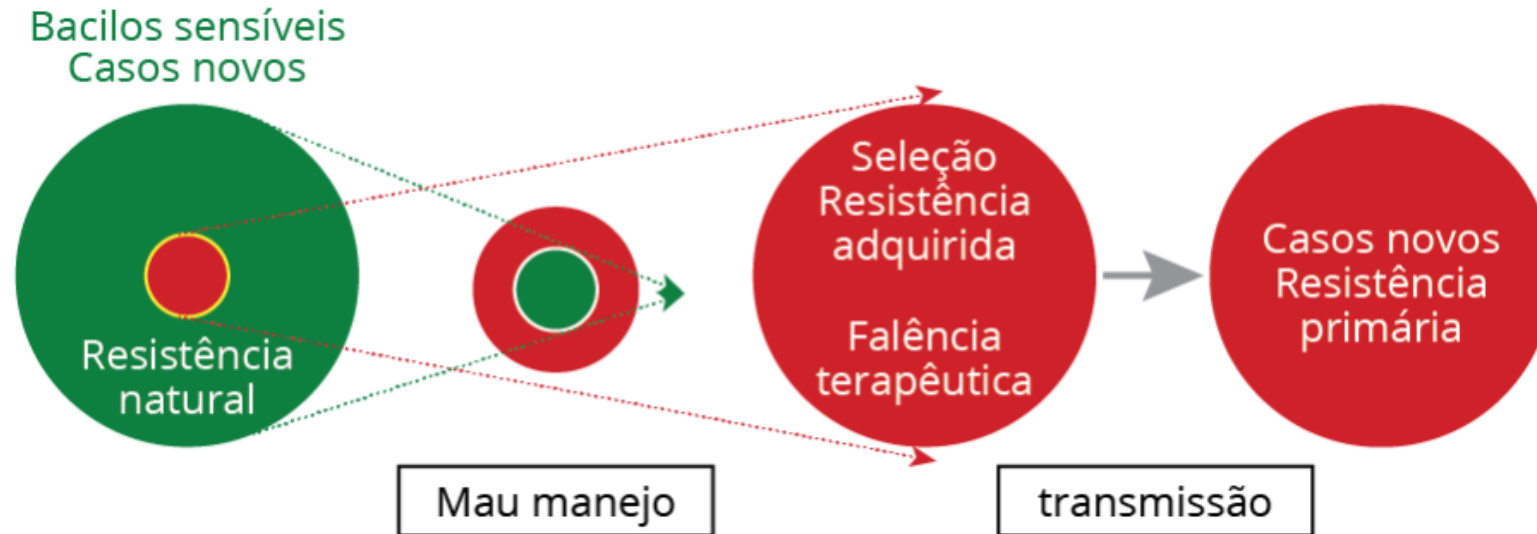 Bacilos sensíveis
Casos novos
Resistência
natural
Mau manejo
Seleção
Resistência
adquirida
Falência
terapêutica
transmissão
Casos novos
Resistência
primária